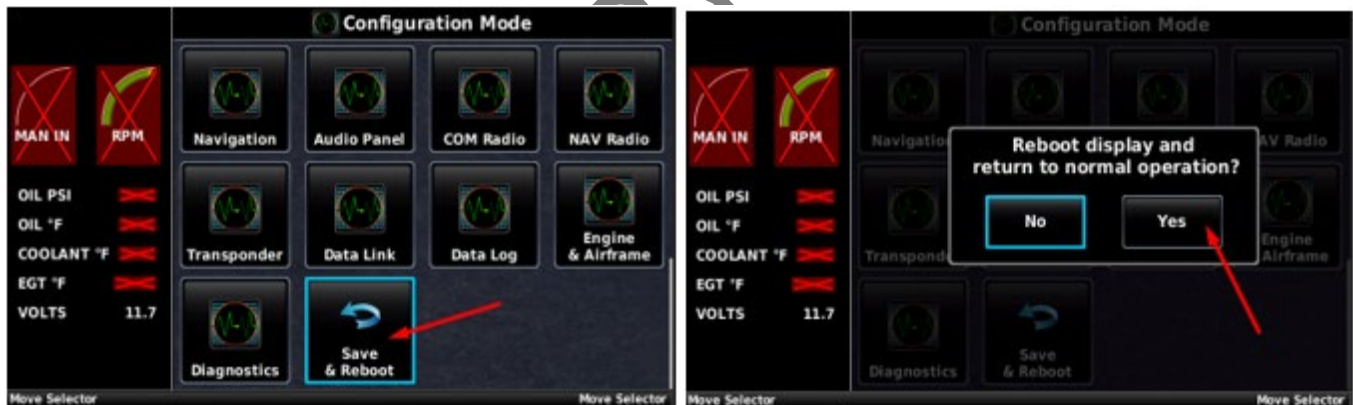 Configuration Mode
MAN IN RPM
OIL PSI
OIL °F
COOLANT °F
EGT °F
VOLTS 11.7
Navigation Audio Panel COM Radio NAV Radio
Transponder Data Link Data Log Engine
& Airframe
Diagnostics Save
& Reboot
Move Selector Move Selector
Configuration Mode
MAN IN RPM
OIL PSI
OIL °F
COOLANT °F
EGT °F
VOLTS 11.7
Navigatio AV Radio
Reboot display and
return to normal operation?
No Yes
Transpond Engine
Airframe
Diagnostics Save
& Reboot
Move Selector Move Selector